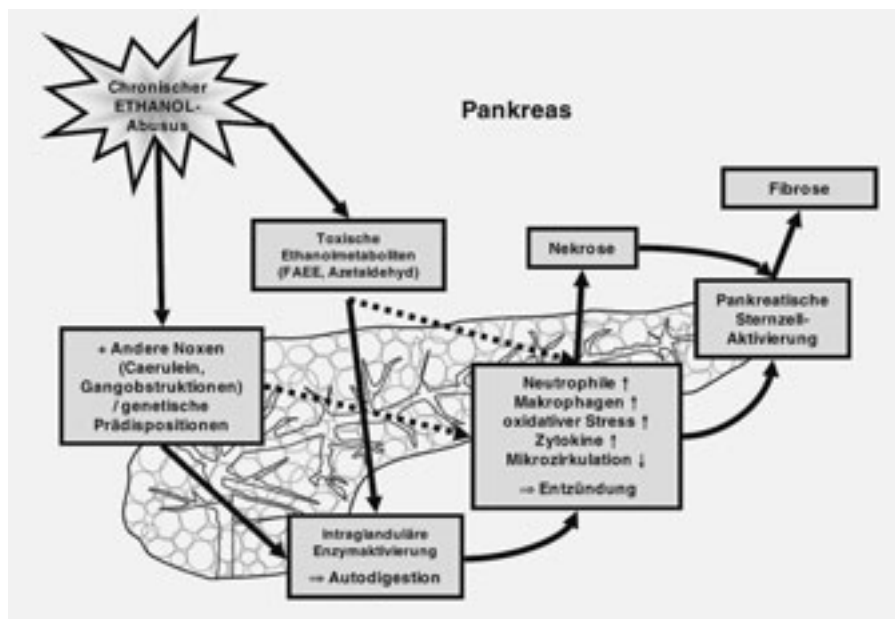 Chronischer
ETHANOL-
Abusus
Pankreas
Fibrose
Toxische
Ethanolmetaboliten
(FAEE, Azetaldehyd)
Nekrose
Pankreatische
Sternzell-
Aktivierung
+ Andere Noxen
(Caerulein,
Gangobstruktionen)
/ genetische
Prädispositionen
Neutrophile ↑
Makrophagen ↑
oxidativer Stress ↑
Zytokine ↑
Mikrozirkulation ↓
⇒ Entzündung
Intraglanduläre
Enzymaktivierung
⇒ Autodigestion